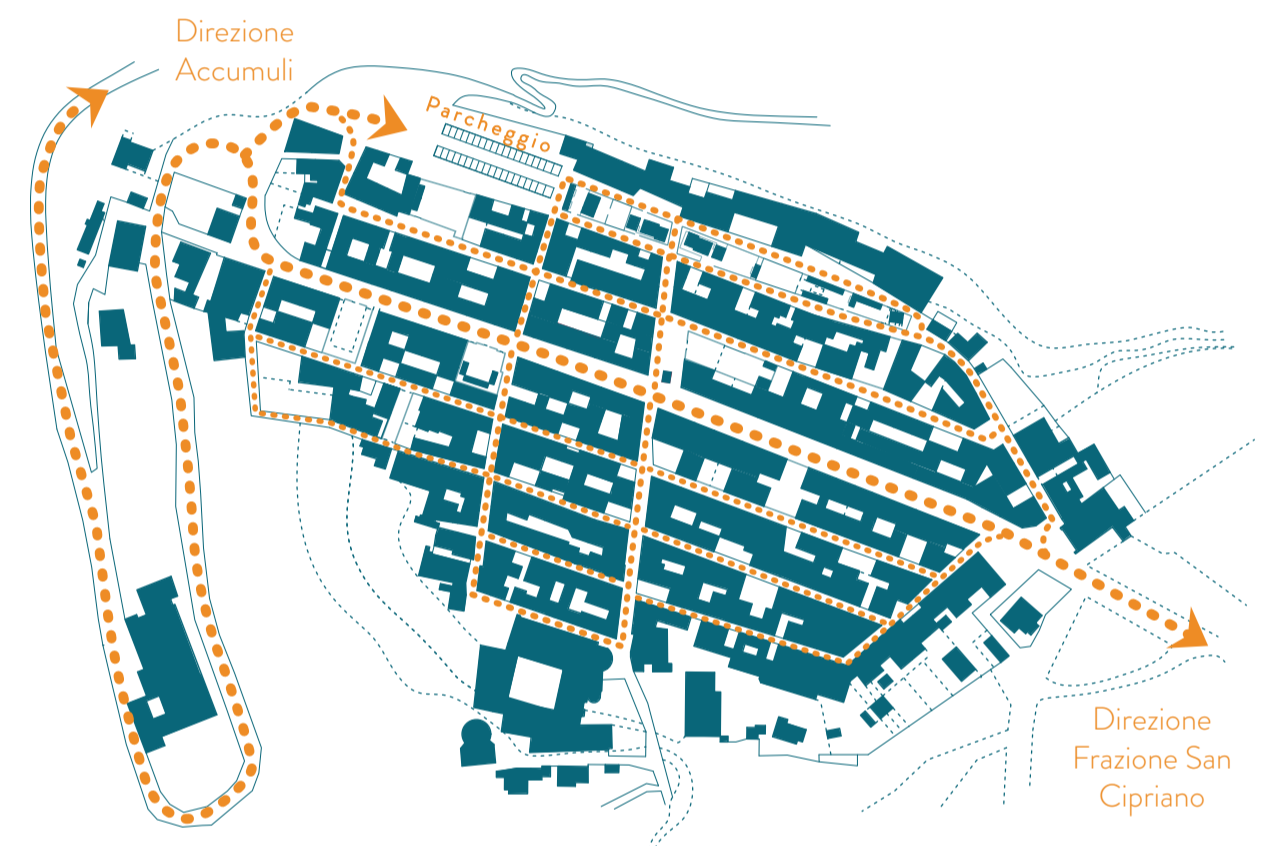 Direzione
Accumuli
Parcheggio
Direzione
Frazione San
Cipriano